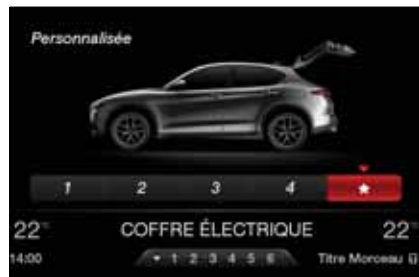 Personnalisée
1 2 3 4
22° COFFRE ÉLECTRIQUE 22°
14:00 1 2 3 4 5 6 Titre Morceau